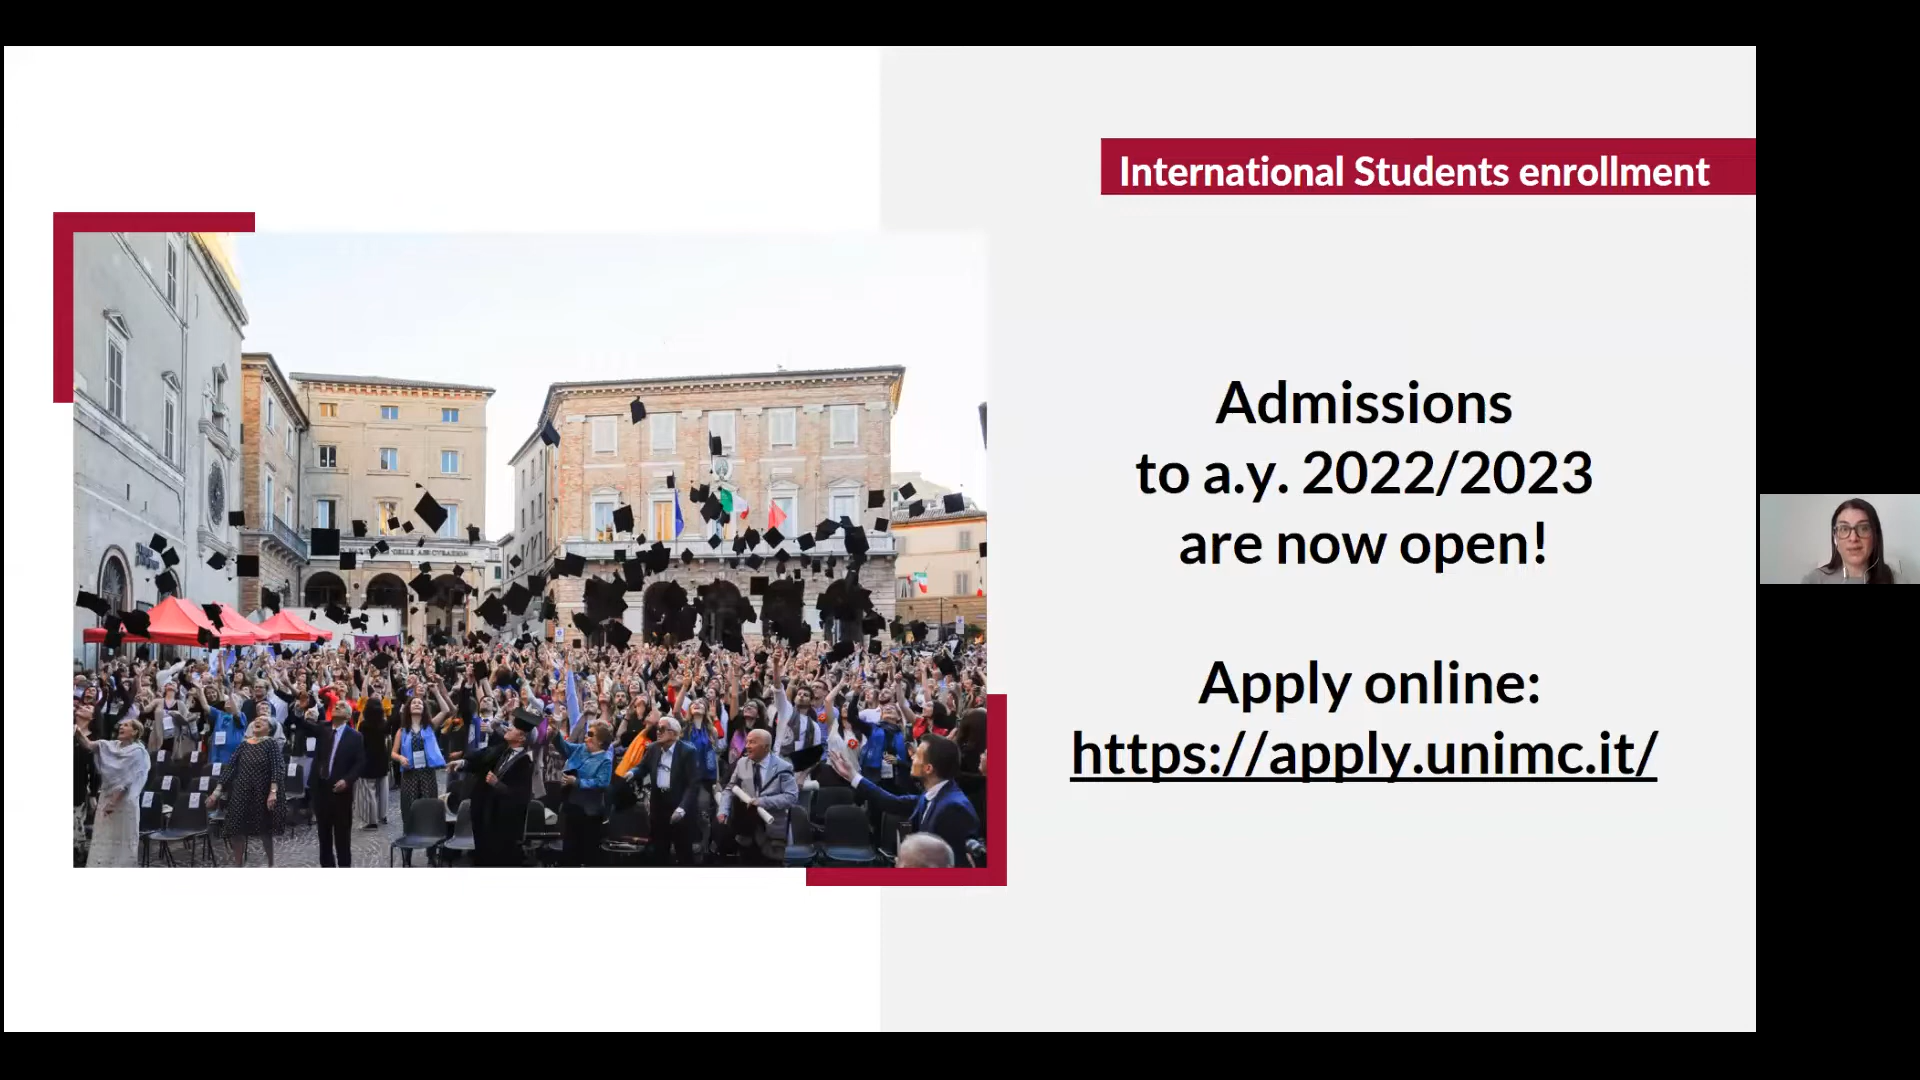 International Students enrollment
Admissions
to a.y. 2022/2023
are now open!
Apply online:
https://apply.unimc.it/